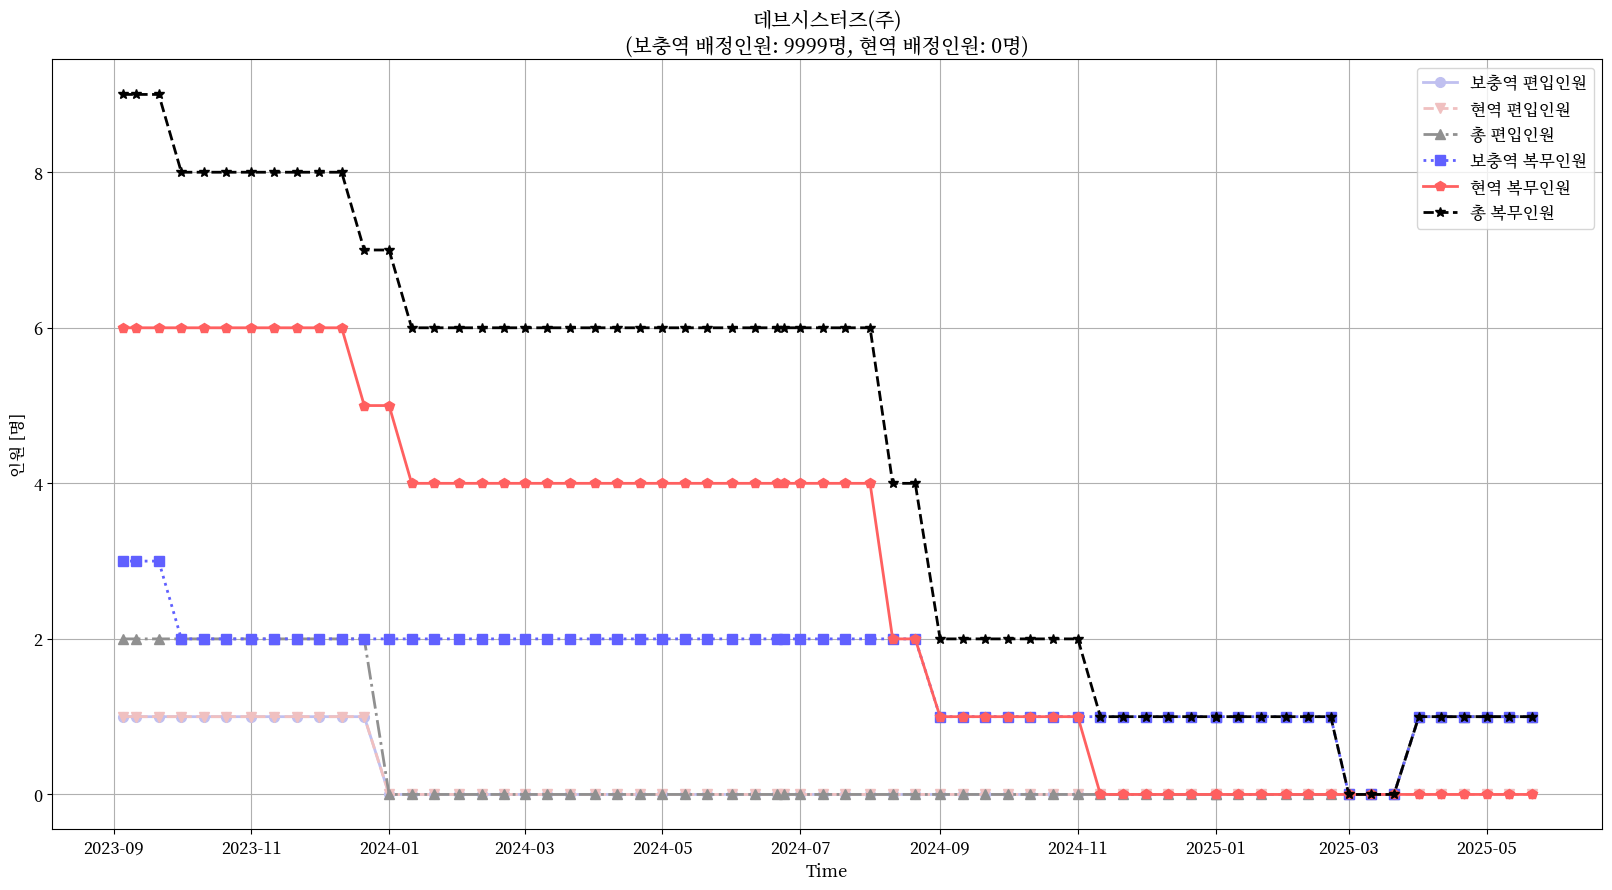 데브시스터즈(주)
(보충역 배정인원: 9999명, 현역 배정인원: 0명)
보충역 편입인원
현역 편입인원
총 편입인원
보충역 복무인원
현역 복무인원
총 복무인원
인원 [명]
8
6
4
2
0
2023-09
2023-11
2024-01
2024-03
2024-05
2024-07
2024-09
2024-11
2025-01
2025-03
2025-05
Time